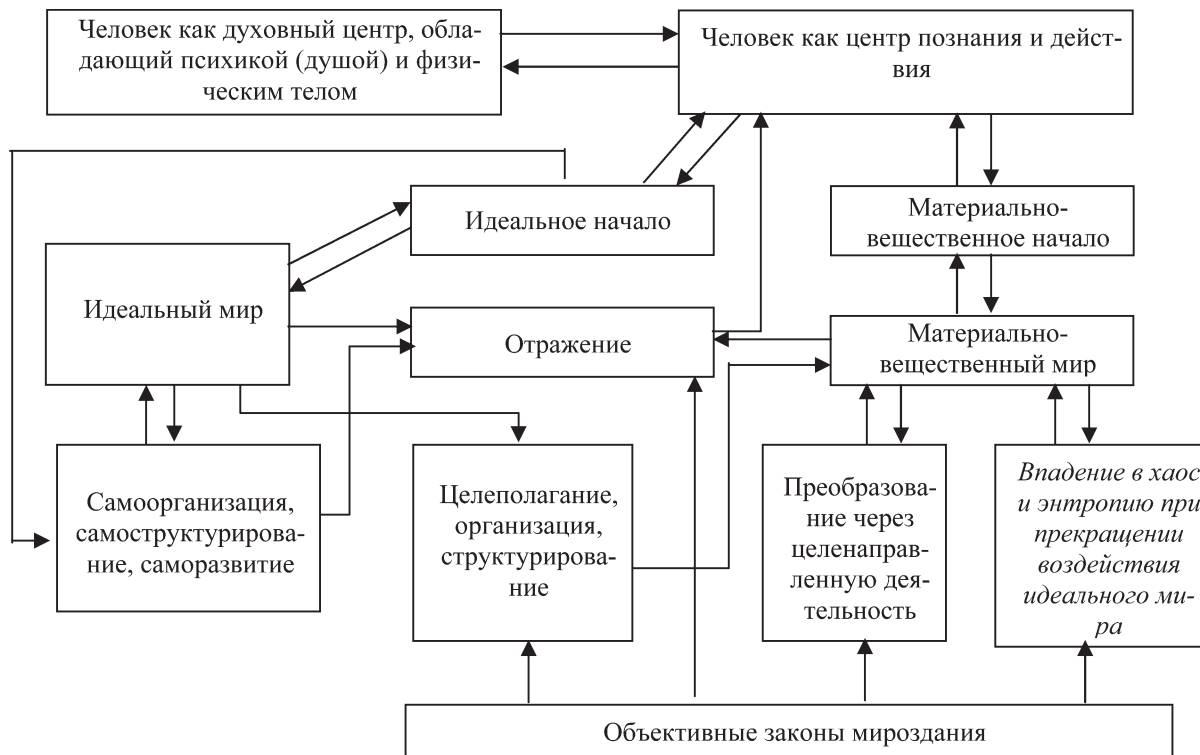 Человек как духовный центр, обла-
дающий психикой (душой) и физи-
ческим телом
Человек как центр познания и дейст-
вия
Идеальное начало
Материально-
вещественное начало
Идеальный мир
Отражение
Материально-
вещественный мир
Самоорганизация,
самоструктурирова-
ние, саморазвитие
Целеполагание,
организация,
структурирова-
ние
Преобразова-
ние через
целенаправ-
ленную дея-
тельность
Впадение в хаос
и энтропию при
прекращении
воздействия
идеального ми-
ра
Объективные законы мироздания